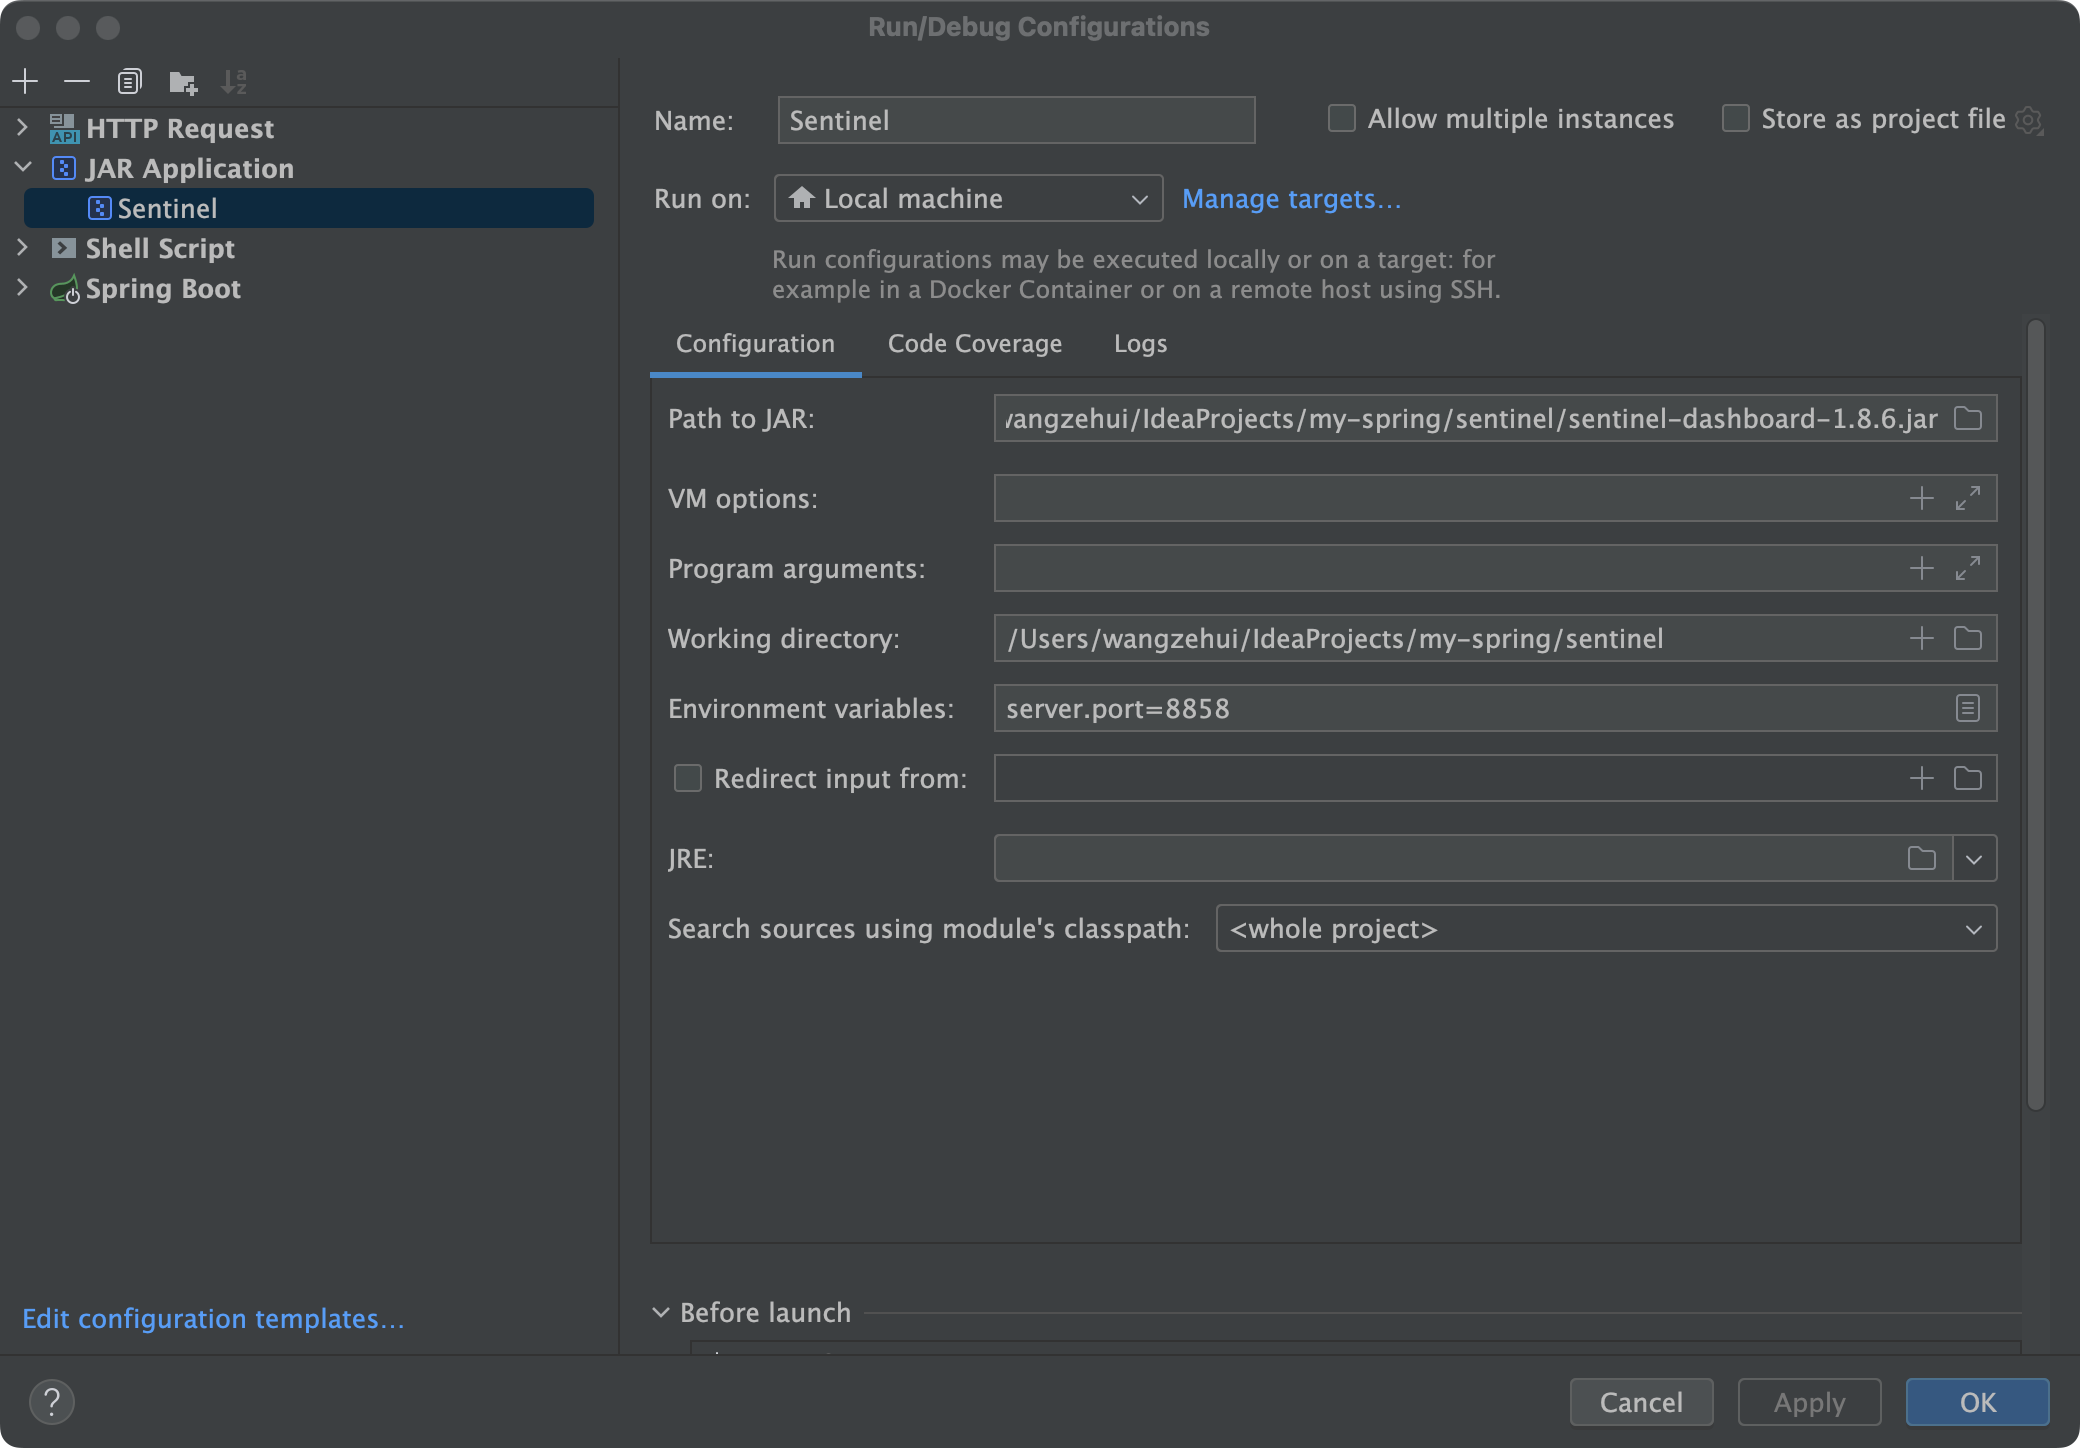 Run/Debug Configurations
HTTP Request
JAR Application
Sentinel
Shell Script
Spring Boot
Edit configuration templates...
Name:
Sentinel
Allow multiple instances
Store as project file
Run on:
Local machine
Manage targets...
Run configurations may be executed locally or on a target: for
example in a Docker Container or on a remote host using SSH.
Configuration
Code Coverage
Logs
Path to JAR:
/angzehui/IdeaProjects/my-spring/sentinel/sentinel-dashboard-1.8.6.jar
VM options:
Program arguments:
Working directory:
/Users/wangzehui/IdeaProjects/my-spring/sentinel
Environment variables:
server.port=8858
Redirect input from:
JRE:
Search sources using module's classpath:
<whole project>
Before launch
?
Cancel
Apply
OK